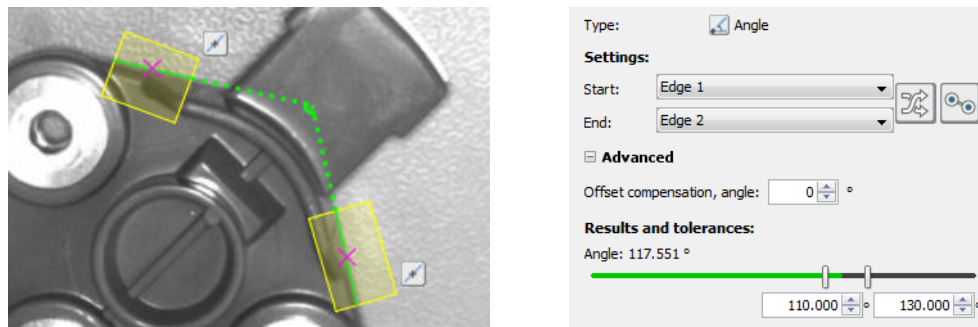 Type: Angle
Settings:
Start: Edge 1
End: Edge 2
Advanced
Offset compensation, angle: 0 °
Results and tolerances:
Angle: 117.551 °
110.000 ° 130.000 °